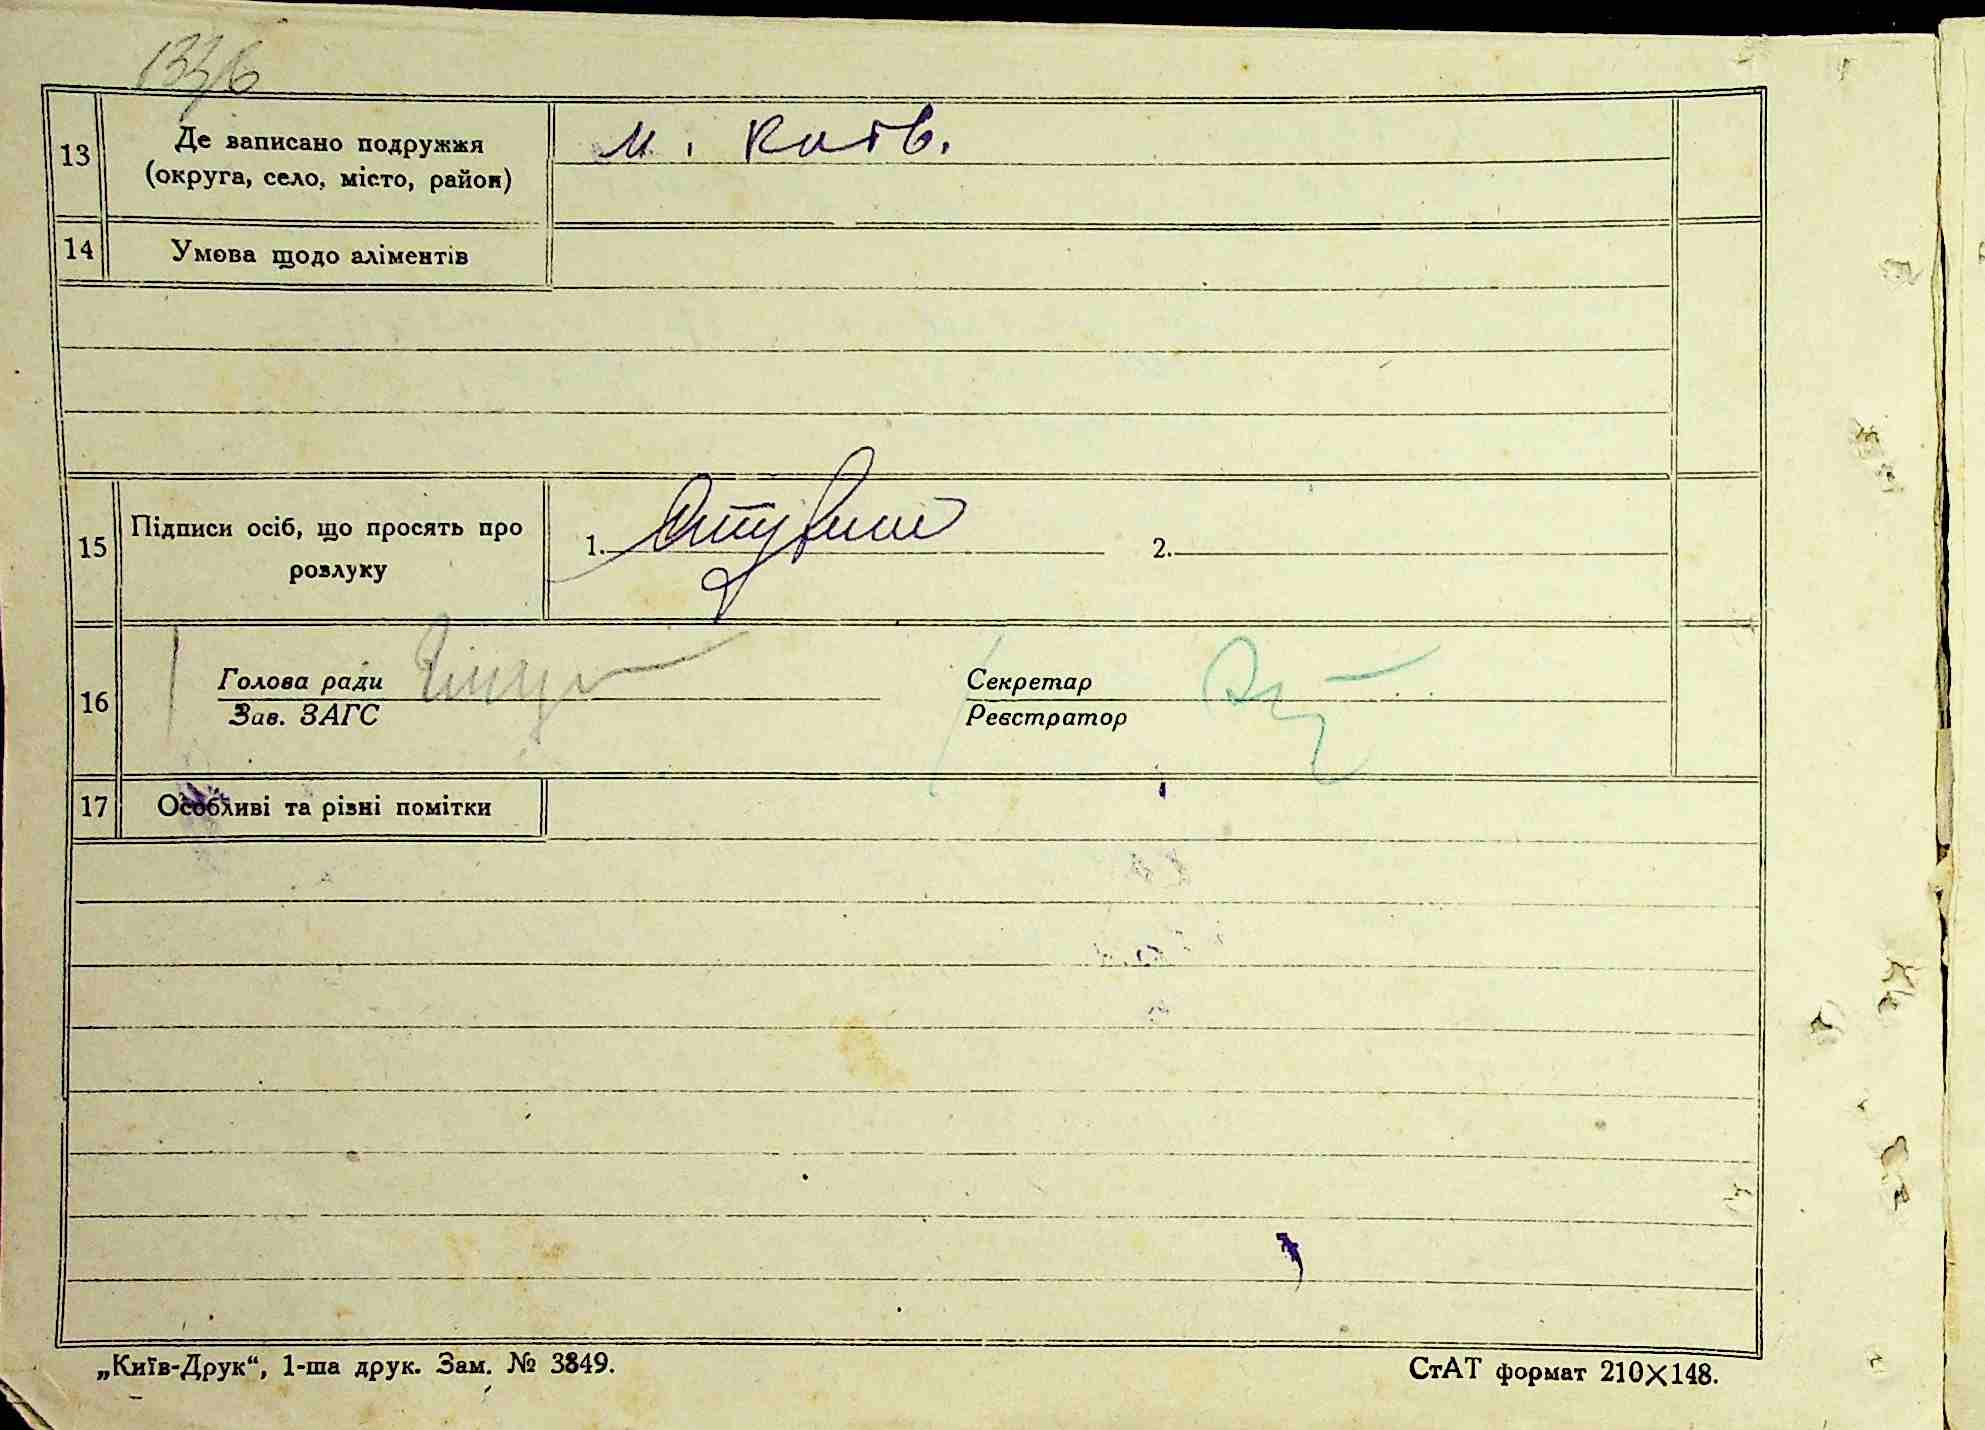 1336
13
Де записано подружжя
(округа, село, місто, район)
м. Київ.
14
Умова щодо аліментів
15
Підписи осіб, що просять про
розлуку
1.
2.
16
Голова ради
Зав. ЗАГС
Секретар
Реєстратор
17
Особливі та різні помітки
„Київ-Друк“, 1-ша друк. Зам. № 3849.
СтАТ формат 210×148.